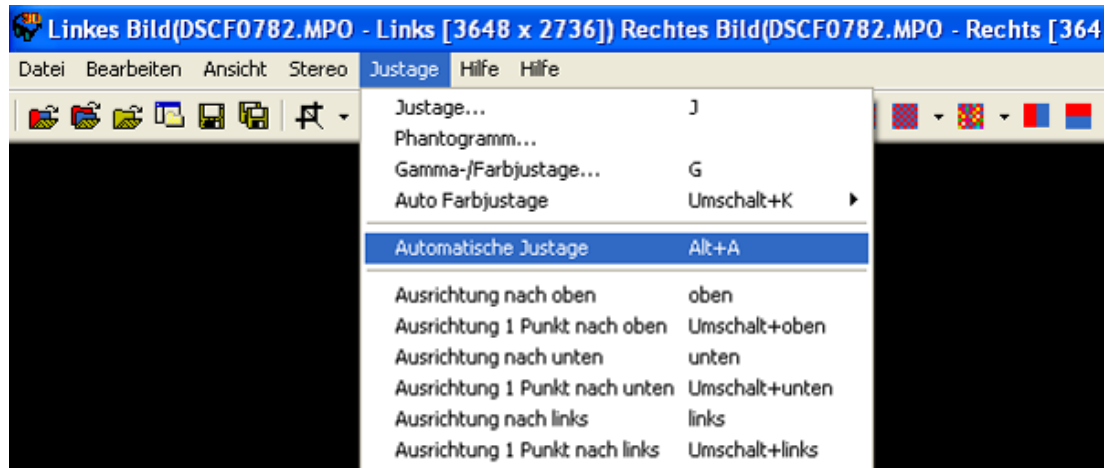 Linkes Bild(DSCF0782.MPO - Links [3648 x 2736]) Rechtes Bild(DSCF0782.MPO - Rechts [364
Datei Bearbeiten Ansicht Stereo Justage Hilfe Hilfe
Justage... J
Phantogramm...
Gamma-/Farbjustage... G
Auto Farbjustage Umschalt+K
Automatische Justage Alt+A
Ausrichtung nach oben oben
Ausrichtung 1 Punkt nach oben Umschalt+oben
Ausrichtung nach unten unten
Ausrichtung 1 Punkt nach unten Umschalt+unten
Ausrichtung nach links links
Ausrichtung 1 Punkt nach links Umschalt+links